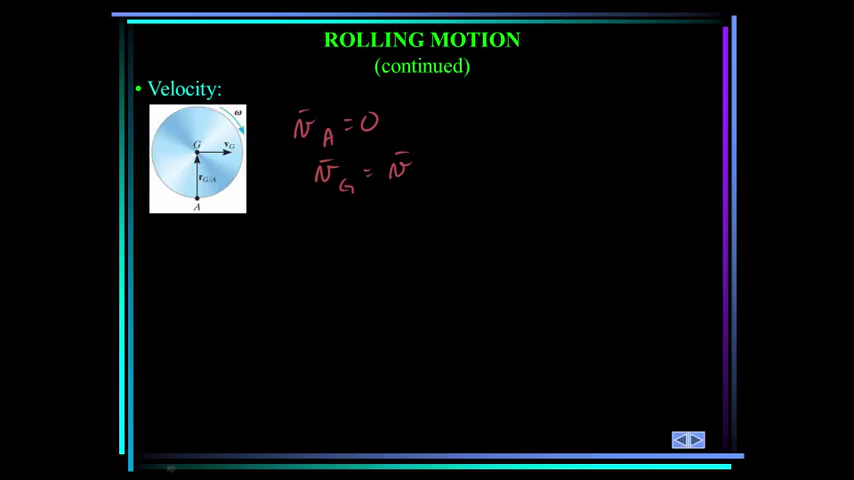 ROLLING MOTION
(continued)
• Velocity:
ω
G
v_G
r_G/A
A
v̄_A = 0
v̄_G = v̄